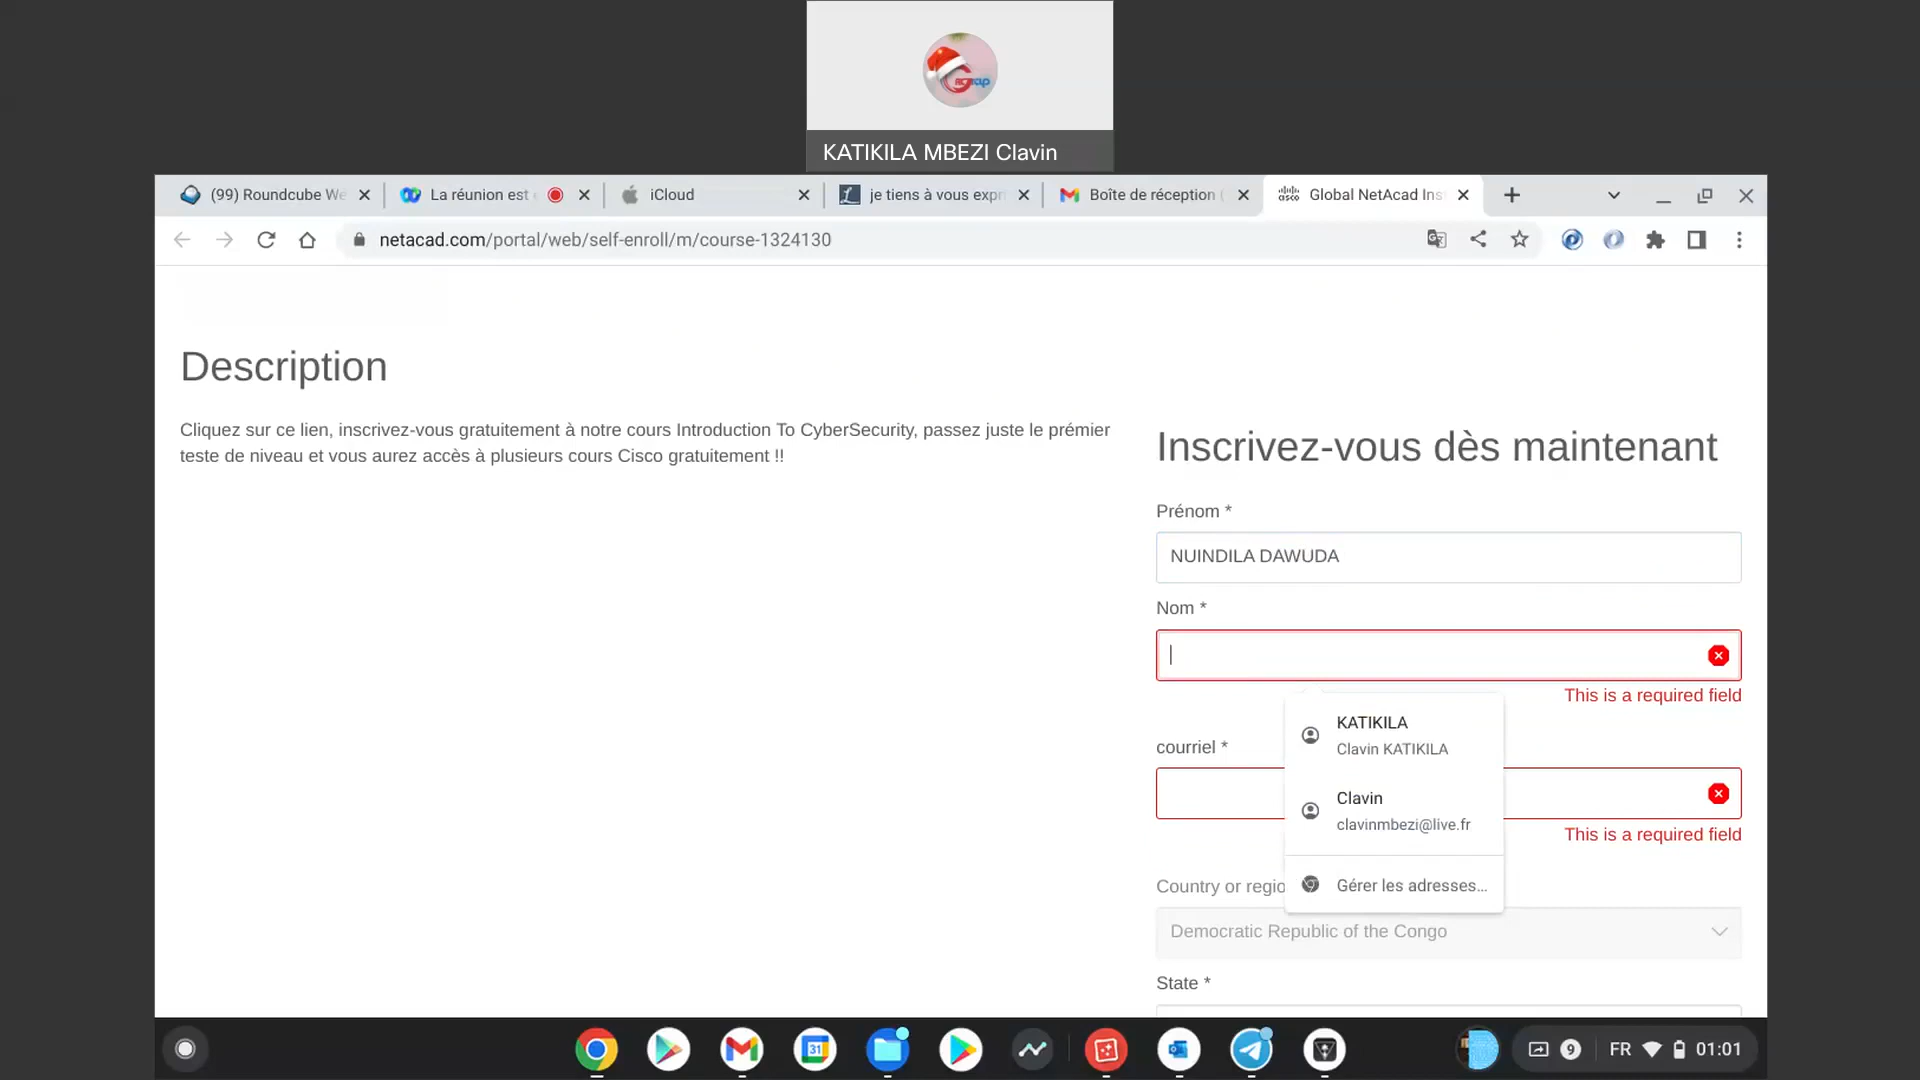 KATIKILA MBEZI Clavin
(99) Roundcube We
La réunion est e
iCloud
je tiens à vous expr
Boîte de réception (
Global NetAcad Ins
netacad.com/portal/web/self-enroll/m/course-1324130
Description
Cliquez sur ce lien, inscrivez-vous gratuitement à notre cours Introduction To CyberSecurity, passez juste le prémier
teste de niveau et vous aurez accès à plusieurs cours Cisco gratuitement !!
Inscrivez-vous dès maintenant
Prénom *
NUINDILA DAWUDA
Nom *
This is a required field
KATIKILA
Clavin KATIKILA
courriel *
Clavin
clavinmbezi@live.fr
This is a required field
Gérer les adresses...
Country or regio
Democratic Republic of the Congo
State *
31
9
FR
01:01